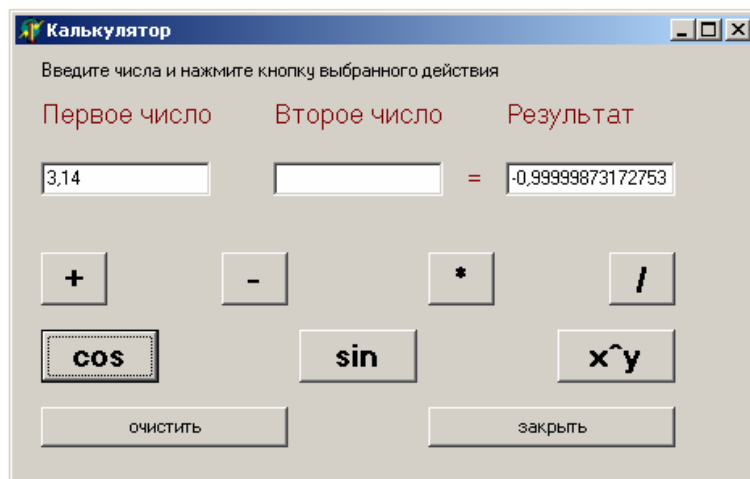 Калькулятор
Введите числа и нажмите кнопку выбранного действия
Первое число Второе число Результат
3,14 = -0,99999873172753
+ - * /
cos sin x^y
очистить закрыть